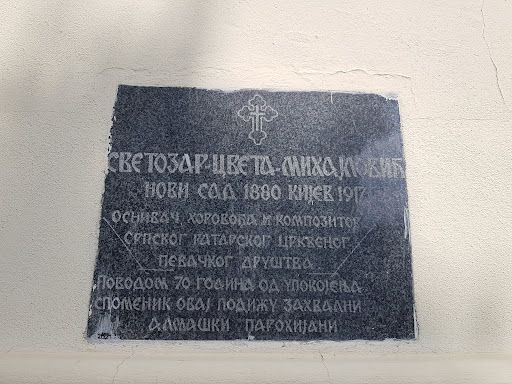 СВЕТОЗАР-ЦВЕТА-МИХАЈЛОВИЋ
НОВИ САД 1880 КИЈЕВ 1917
ОСНИВАЧ ХОРОВОЂА И КОМПОЗИТОР
СРПСКОГ РАТАРСКОГ ЦРКВЕНОГ
ПЕВАЧКОГ ДРУШТВА
ПОВОДОМ 70 ГОДИНА ОД УПОКОЈЕЊА
СПОМЕНИК ОВАЈ ПОДИЖУ ЗАХВАЛНИ
АЛМАШКИ ПАРОХИЈАНИ